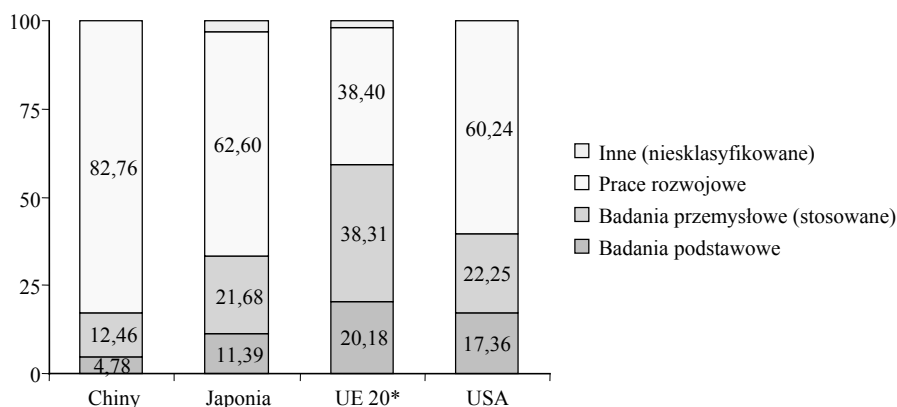 100
75
50
25
0
82,76
12,46
4,78
62,60
21,68
11,39
38,40
38,31
20,18
60,24
22,25
17,36
Chiny
Japonia
UE 20*
USA
Inne (niesklasyfikowane)
Prace rozwojowe
Badania przemysłowe (stosowane)
Badania podstawowe